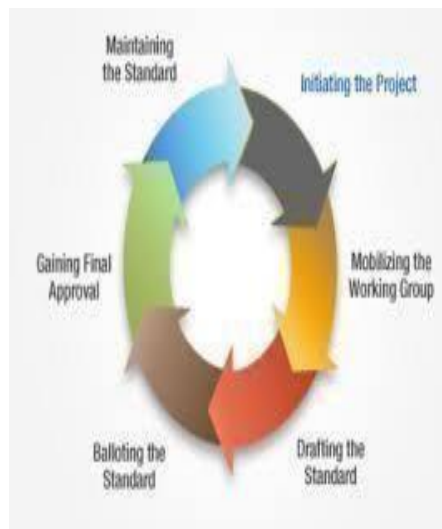 Maintaining
the Standard
Initiating the Project
Mobilizing the
Working Group
Drafting the
Standard
Balloting the
Standard
Gaining Final
Approval